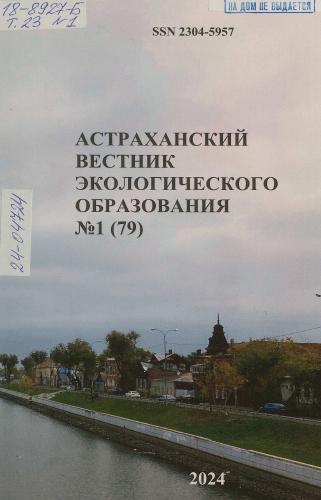 18-8927-Б
Т. 23 №1
НА ДОМ НЕ ВЫДАЕТСЯ
SSN 2304-5957
АСТРАХАНСКИЙ
ВЕСТНИК
ЭКОЛОГИЧЕСКОГО
ОБРАЗОВАНИЯ
№1 (79)
24-04724
2024